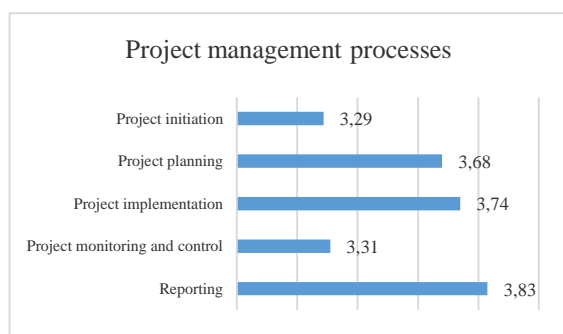 Project management processes
Project initiation 3,29
Project planning 3,68
Project implementation 3,74
Project monitoring and control 3,31
Reporting 3,83